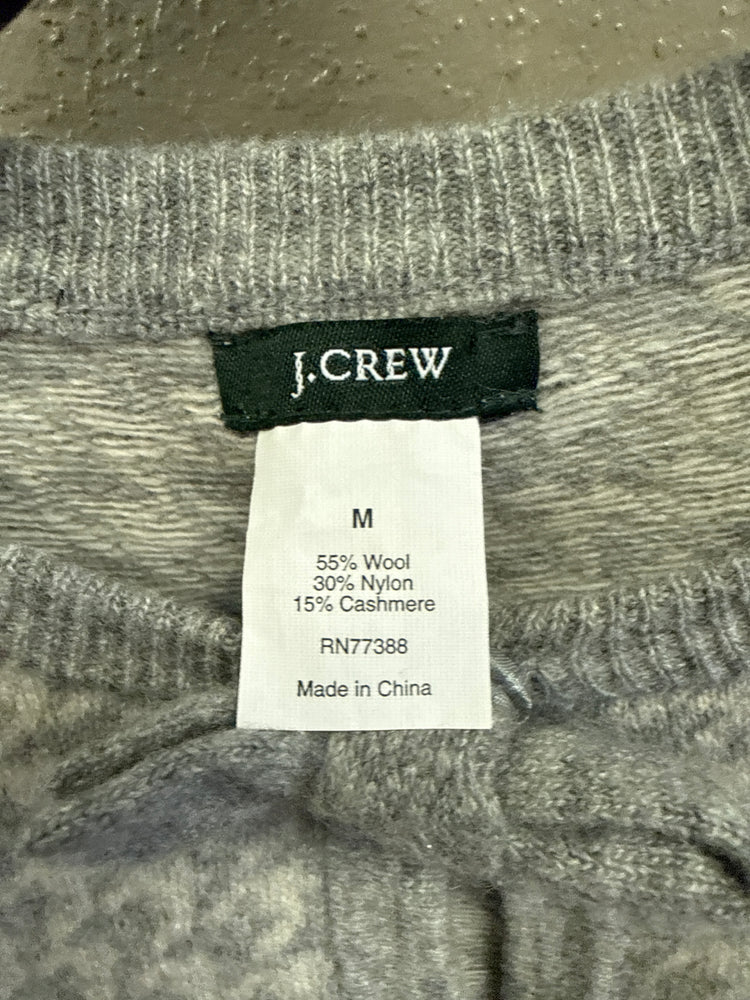 J.CREW
M
55% Wool
30% Nylon
15% Cashmere
RN77388
Made in China